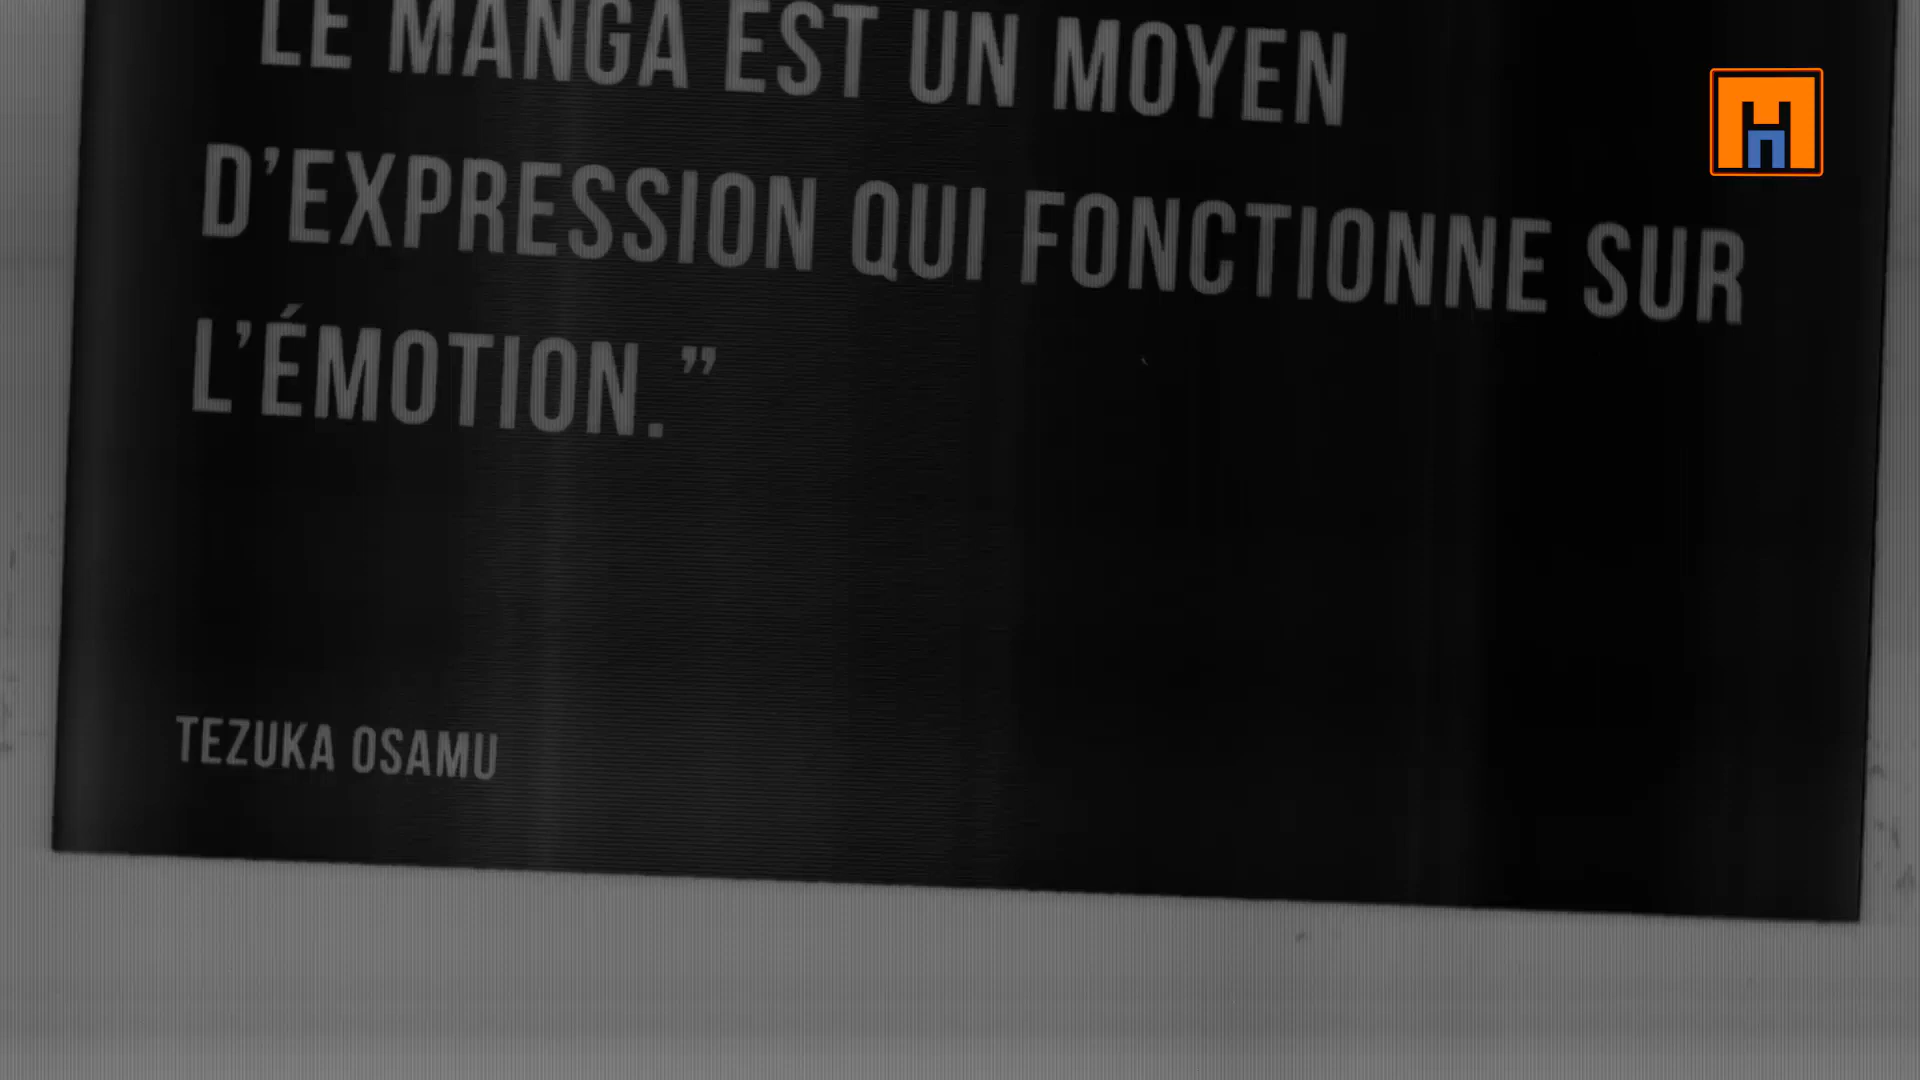 LE MANGA EST UN MOYEN
D’EXPRESSION QUI FONCTIONNE SUR
L’ÉMOTION.”
TEZUKA OSAMU